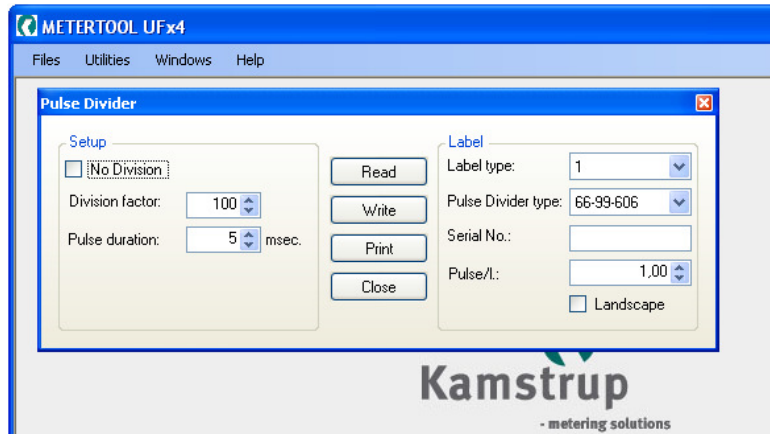 METERTOOL UFx4
Files Utilities Windows Help
Pulse Divider
Setup
No Division
Division factor: 100
Pulse duration: 5 msec.
Read
Write
Print
Close
Label
Label type: 1
Pulse Divider type: 66-99-606
Serial No.:
Pulse/l.: 1,00
Landscape
Kamstrup
- metering solutions